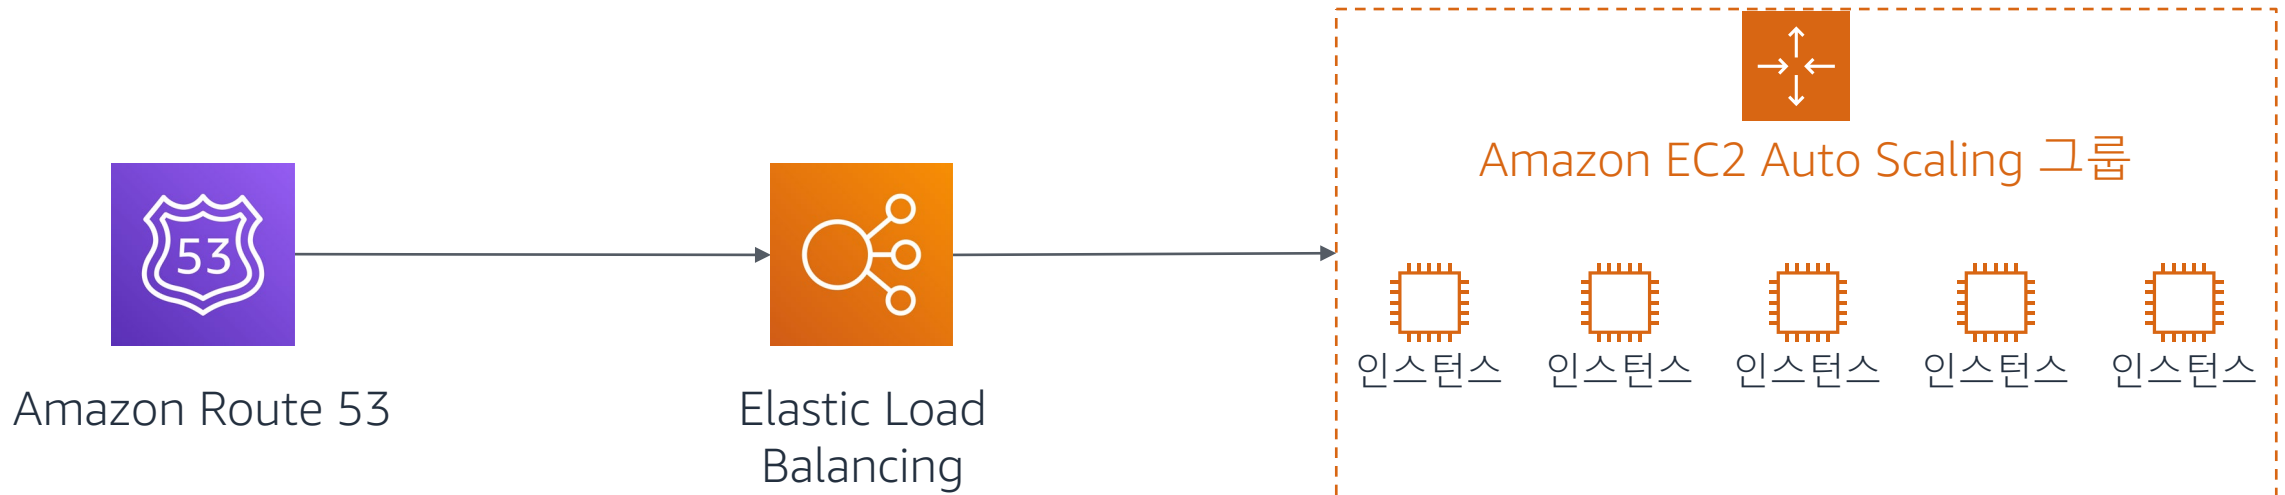 Amazon EC2 Auto Scaling 그룹
53
인스턴스 인스턴스 인스턴스 인스턴스 인스턴스
Amazon Route 53
Elastic Load
Balancing